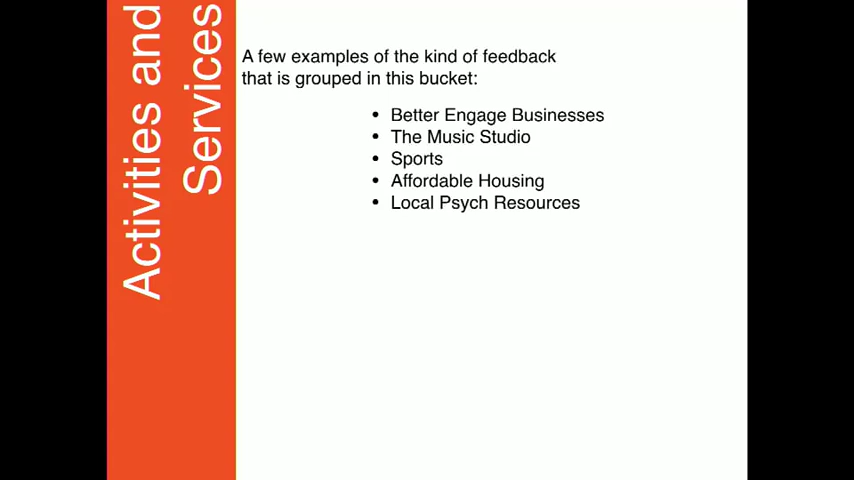 Activities and
Services
A few examples of the kind of feedback
that is grouped in this bucket:
• Better Engage Businesses
• The Music Studio
• Sports
• Affordable Housing
• Local Psych Resources